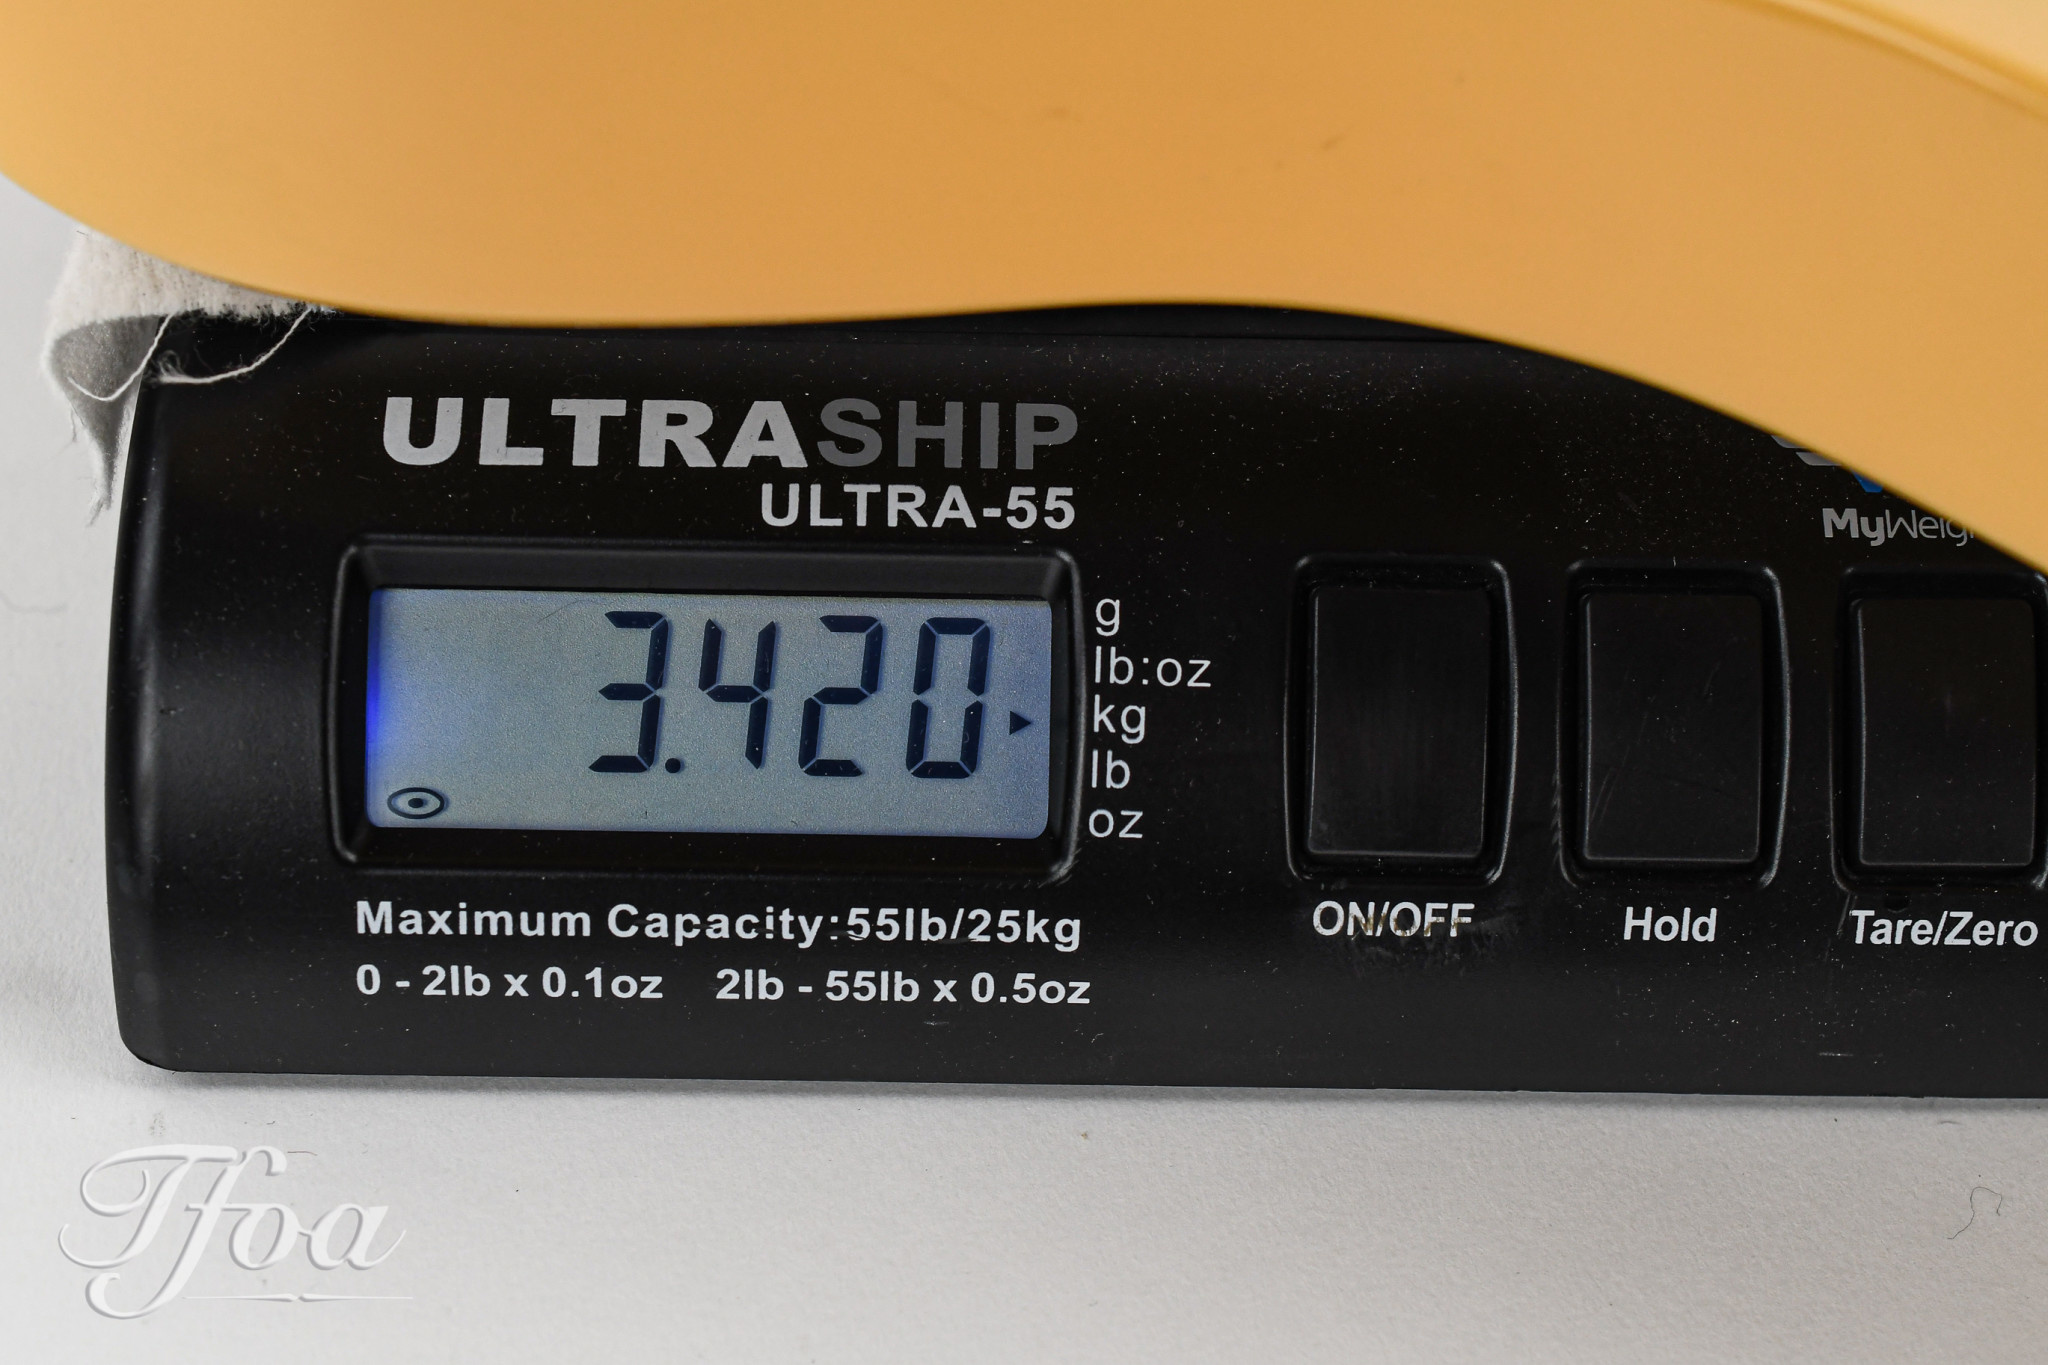 ULTRASHIP
ULTRA-55
MyWeigh
3.420
g
lb:oz
kg
lb
oz
Maximum Capacity:55lb/25kg
0 - 2lb x 0.1oz 2lb - 55lb x 0.5oz
ON/OFF
Hold
Tare/Zero
Tfoa